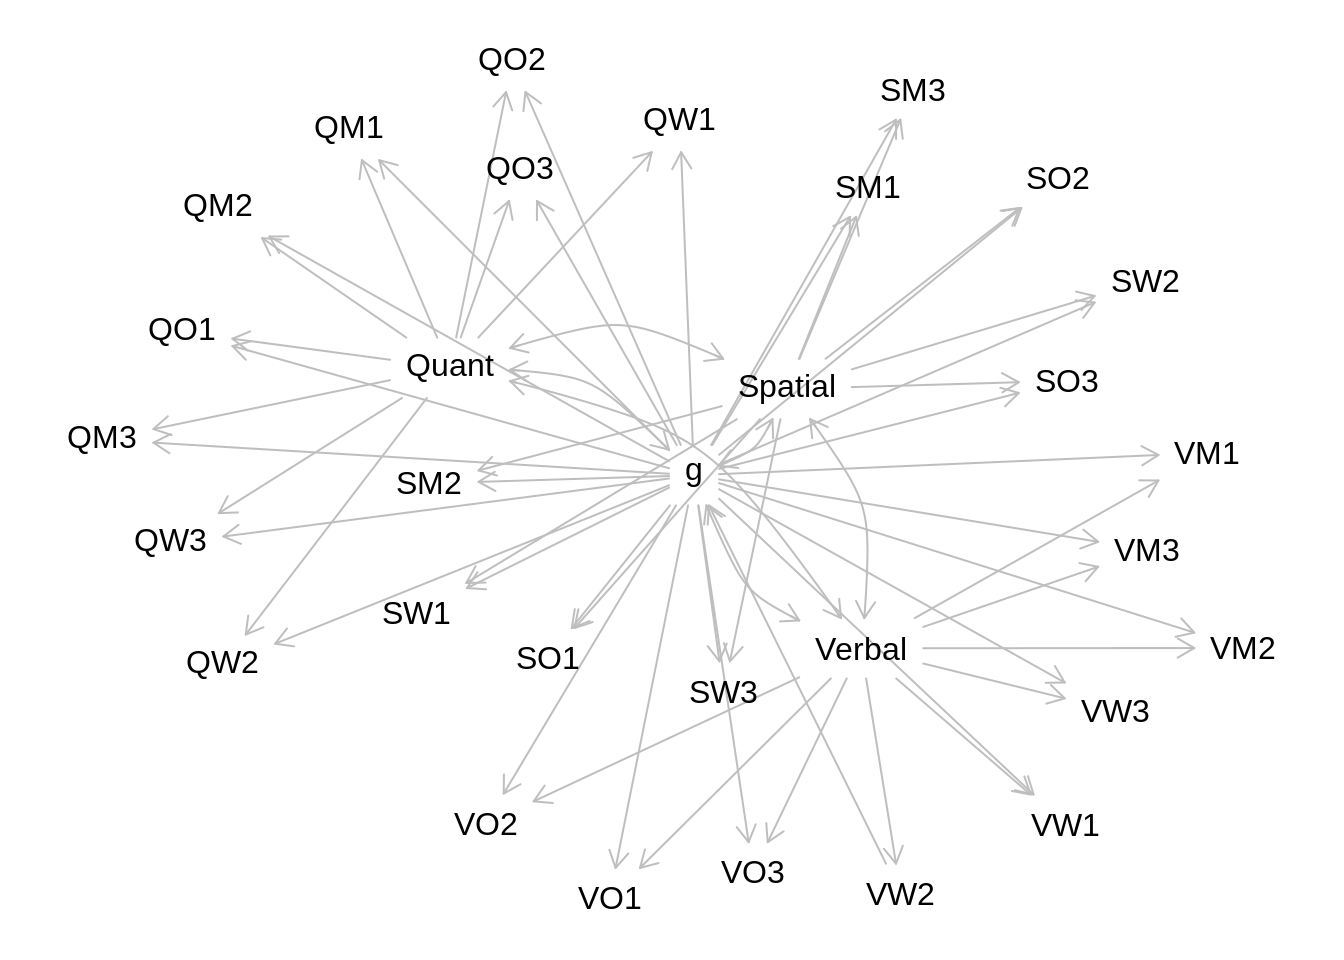 QO2
SM3
QW1
QM1
QO3
SO2
SM1
QM2
SW2
QO1
Quant
SO3
Spatial
QM3
VM1
g
SM2
QW3
VM3
SW1
Verbal
VM2
SO1
QW2
SW3
VW3
VO2
VW1
VO3
VW2
VO1